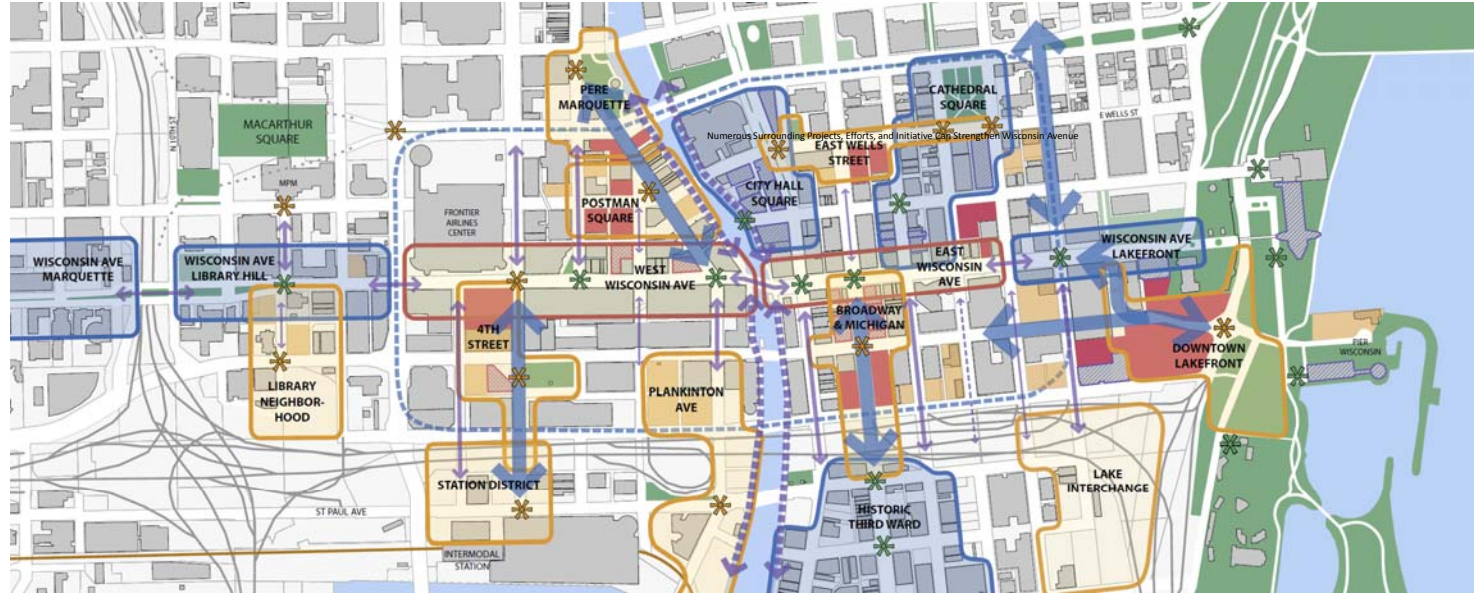 PERE
MARQUETTE
CATHEDRAL
SQUARE
E WELLS ST
N 10TH ST
MACARTHUR
SQUARE
Numerous Surrounding Projects, Efforts, and Initiative Can Strengthen Wisconsin Avenue
EAST WELLS
STREET
MPM
CITY HALL
SQUARE
POSTMAN
SQUARE
FRONTIER
AIRLINES
CENTER
WISCONSIN AVE
MARQUETTE
WISCONSIN AVE
LIBRARY HILL
WEST
WISCONSIN AVE
EAST
WISCONSIN
AVE
WISCONSIN AVE
LAKEFRONT
4TH
STREET
BROADWAY
& MICHIGAN
DOWNTOWN
LAKEFRONT
PIER
WISCONSIN
LIBRARY
NEIGHBOR-
HOOD
PLANKINTON
AVE
STATION DISTRICT
LAKE
INTERCHANGE
ST PAUL AVE
HISTORIC
THIRD WARD
INTERMODAL
STATION